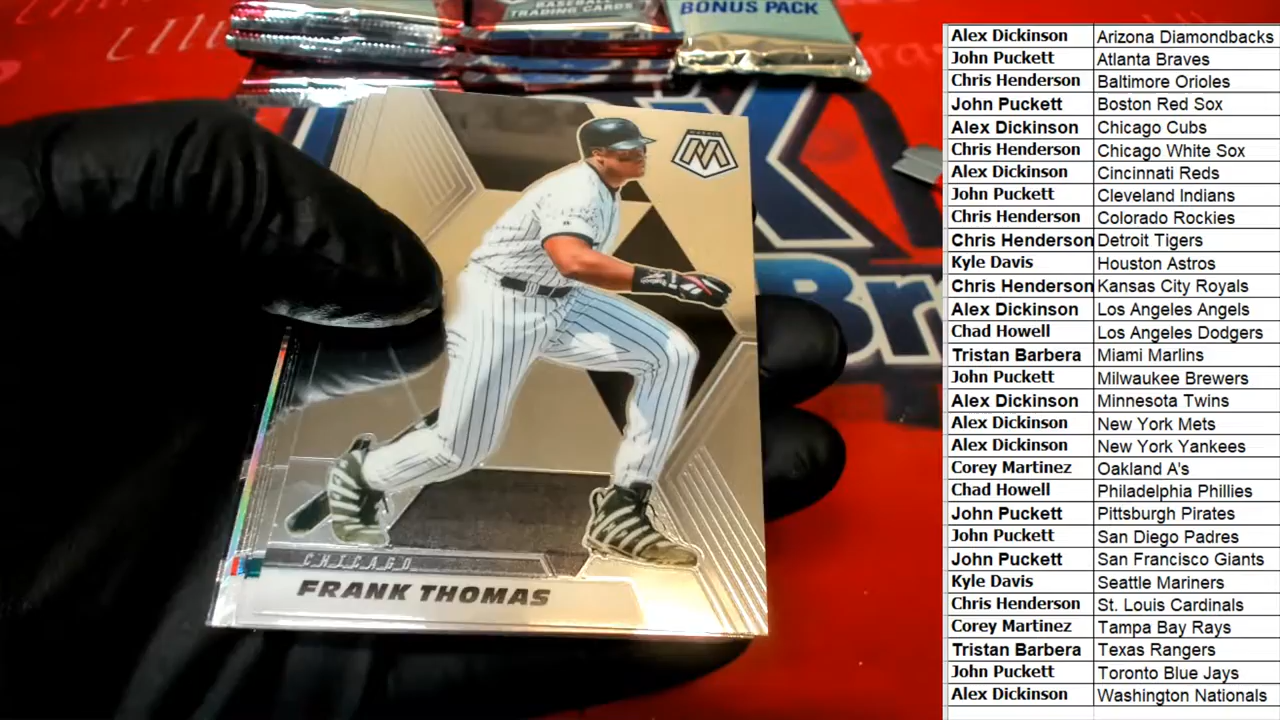 BASEBALL
TRADING CARDS
BONUS PACK
MOSAIC
M
Br
CHICAGO
FRANK THOMAS
Alex Dickinson Arizona Diamondbacks
John Puckett Atlanta Braves
Chris Henderson Baltimore Orioles
John Puckett Boston Red Sox
Alex Dickinson Chicago Cubs
Chris Henderson Chicago White Sox
Alex Dickinson Cincinnati Reds
John Puckett Cleveland Indians
Chris Henderson Colorado Rockies
Chris Henderson Detroit Tigers
Kyle Davis Houston Astros
Chris Henderson Kansas City Royals
Alex Dickinson Los Angeles Angels
Chad Howell Los Angeles Dodgers
Tristan Barbera Miami Marlins
John Puckett Milwaukee Brewers
Alex Dickinson Minnesota Twins
Alex Dickinson New York Mets
Alex Dickinson New York Yankees
Corey Martinez Oakland A's
Chad Howell Philadelphia Phillies
John Puckett Pittsburgh Pirates
John Puckett San Diego Padres
John Puckett San Francisco Giants
Kyle Davis Seattle Mariners
Chris Henderson St. Louis Cardinals
Corey Martinez Tampa Bay Rays
Tristan Barbera Texas Rangers
John Puckett Toronto Blue Jays
Alex Dickinson Washington Nationals